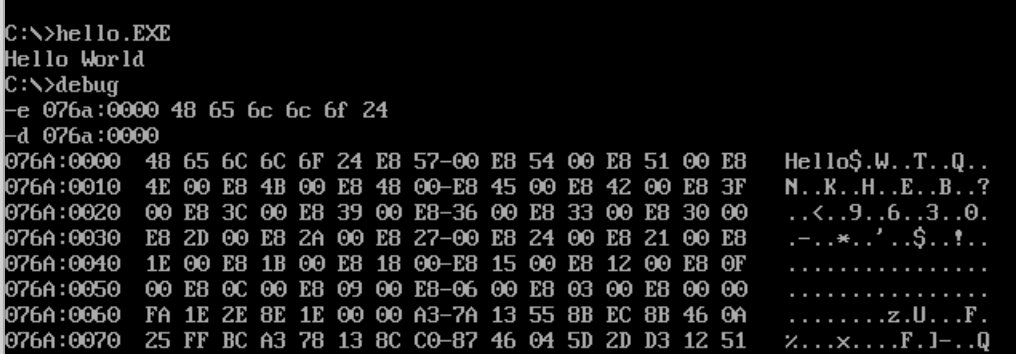 C:\>hello.EXE
Hello World
C:\>debug
-e 076a:0000 48 65 6c 6c 6f 24
-d 076a:0000
076A:0000  48 65 6C 6C 6F 24 E8 57-00 E8 54 00 E8 51 00 E8   Hello$.W..T..Q..
076A:0010  4E 00 E8 4B 00 E8 48 00-E8 45 00 E8 42 00 E8 3F   N..K..H..E..B..?
076A:0020  00 E8 3C 00 E8 39 00 E8-36 00 E8 33 00 E8 30 00   ..<..9..6..3..0.
076A:0030  E8 2D 00 E8 2A 00 E8 27-00 E8 24 00 E8 21 00 E8   .-..*..'..$..!..
076A:0040  1E 00 E8 1B 00 E8 18 00-E8 15 00 E8 12 00 E8 0F   ................
076A:0050  00 E8 0C 00 E8 09 00 E8-06 00 E8 03 00 E8 00 00   ................
076A:0060  FA 1E 2E 8E 1E 00 00 A3-7A 13 55 8B EC 8B 46 0A   ........z.U...F.
076A:0070  25 FF BC A3 78 13 8C C0-87 46 04 5D 2D D3 12 51   %...x....F.]-..Q